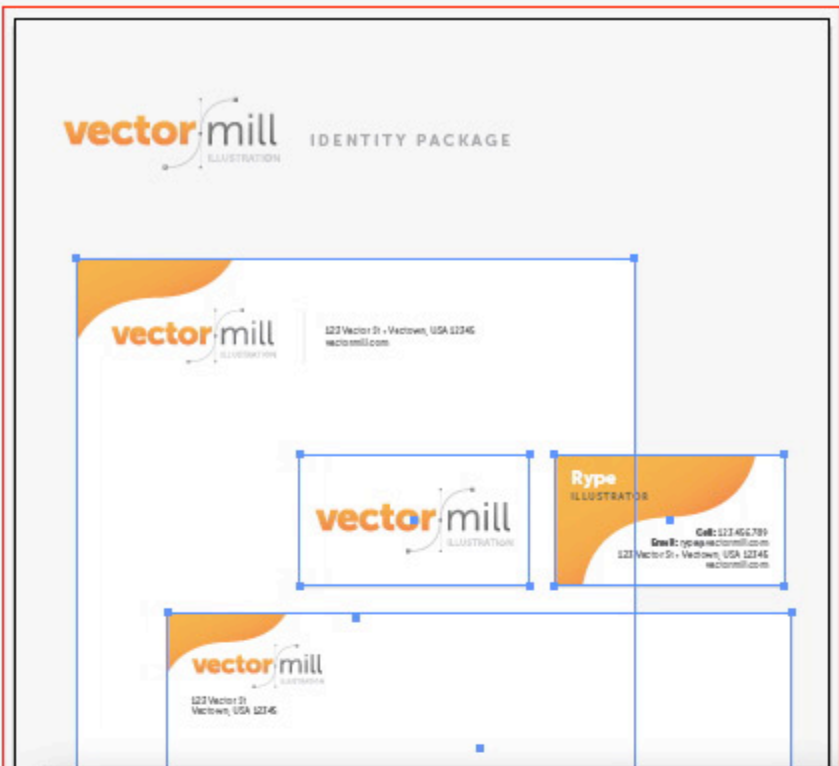 vector mill
ILLUSTRATION
IDENTITY PACKAGE
vector mill
ILLUSTRATION
123 Vector St • Vectown, USA 12345
vectormill.com
vector mill
ILLUSTRATION
Rype
ILLUSTRATOR
Cell: 123.456.789
Email: rype@vectormill.com
123 Vector St • Vectown, USA 12345
vectormill.com
vector mill
ILLUSTRATION
123 Vector St
Vectown, USA 12345